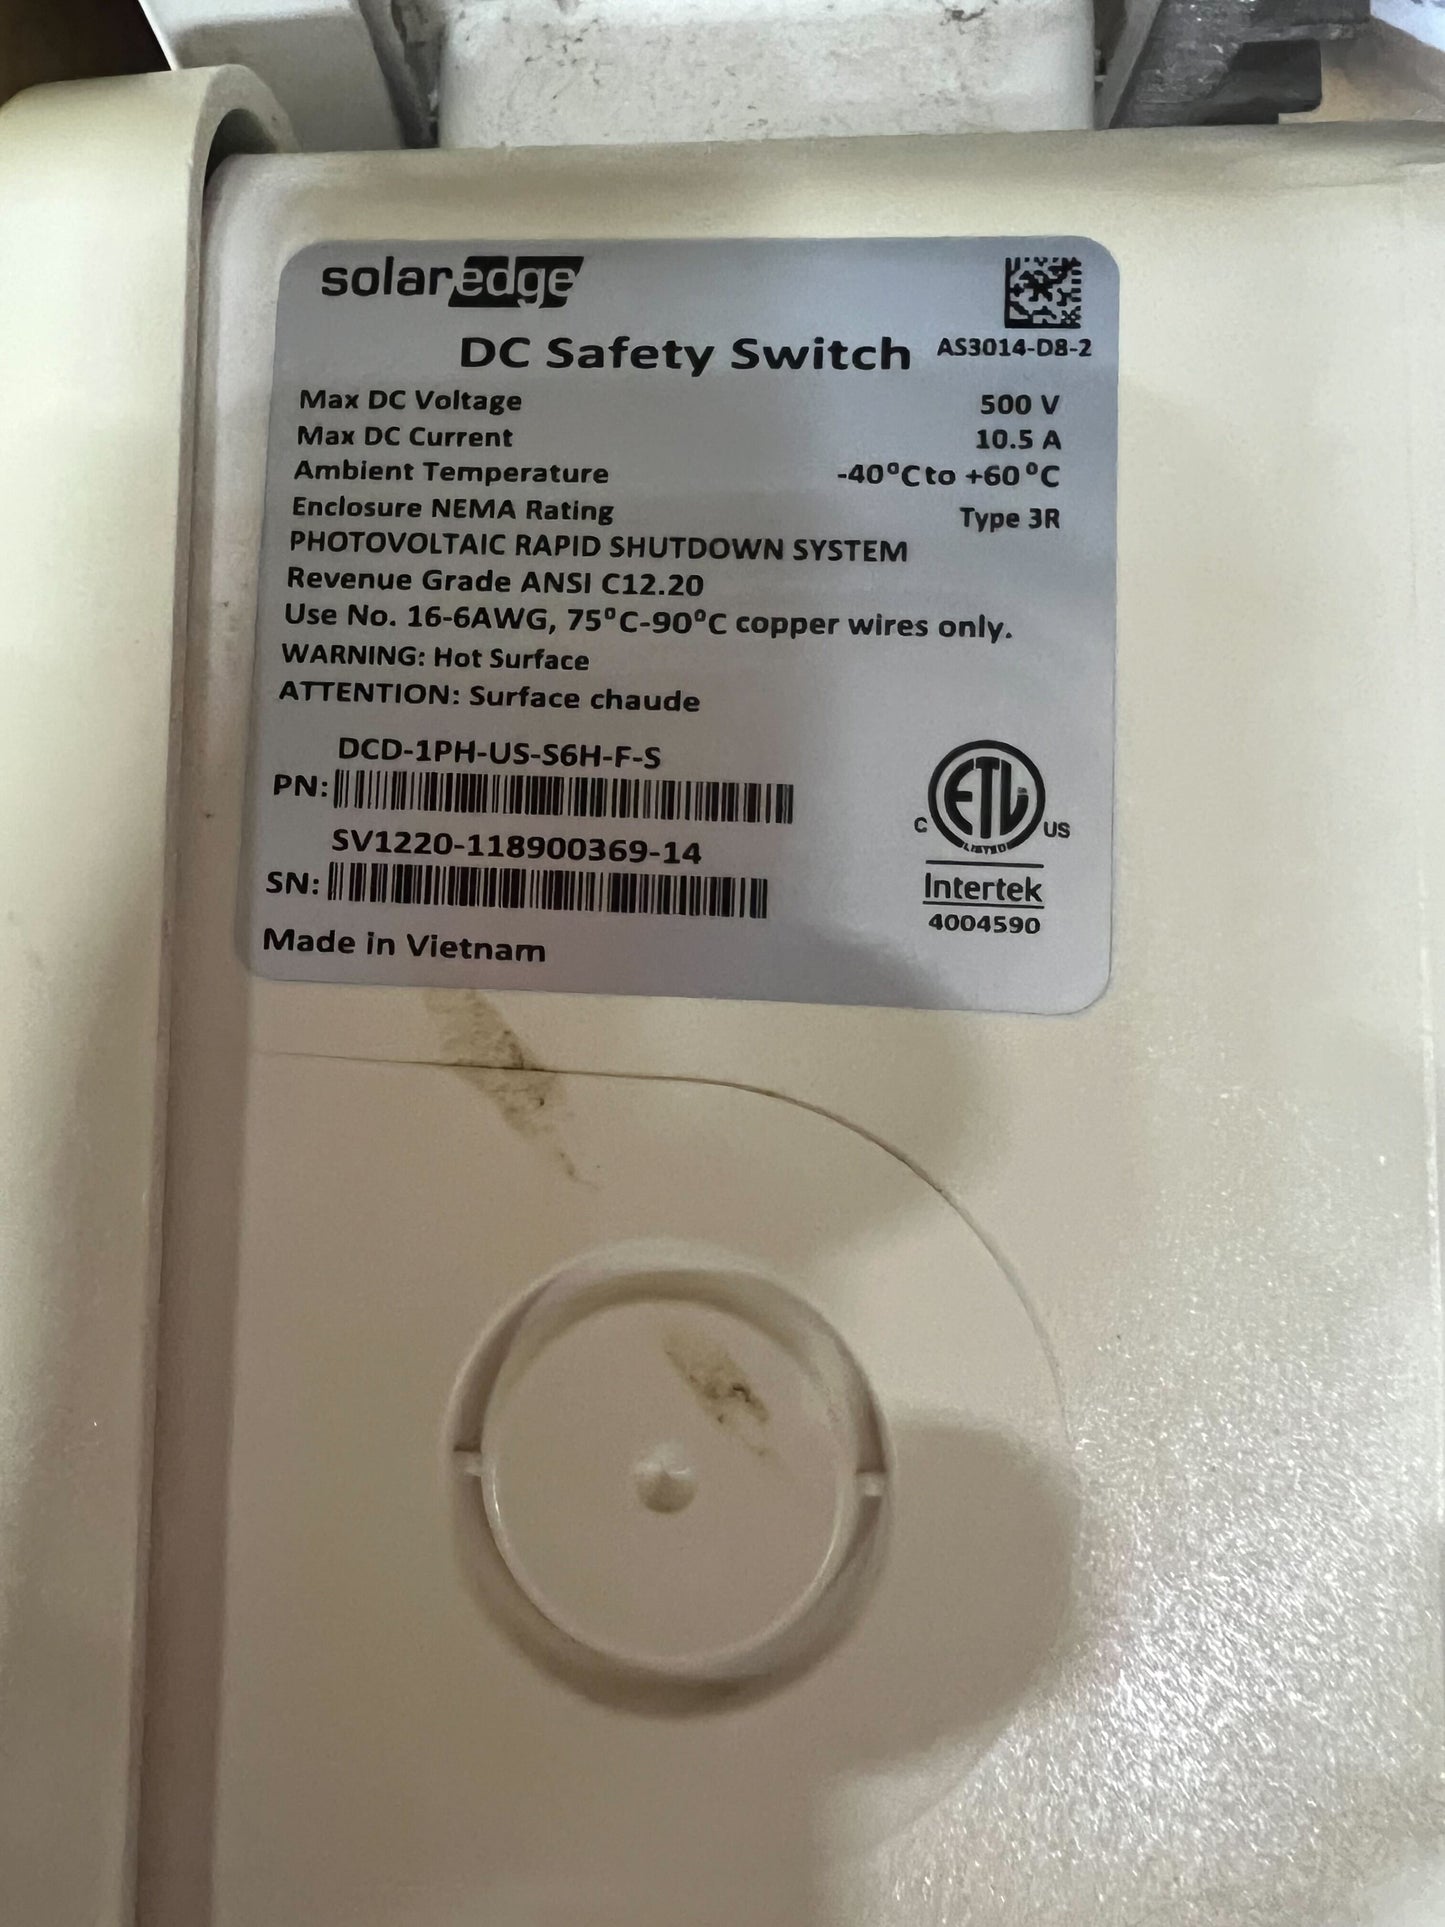 solaredge
DC Safety Switch AS3014-D8-2
Max DC Voltage 500 V
Max DC Current 10.5 A
Ambient Temperature -40°C to +60°C
Enclosure NEMA Rating Type 3R
PHOTOVOLTAIC RAPID SHUTDOWN SYSTEM
Revenue Grade ANSI C12.20
Use No. 16-6AWG, 75°C-90°C copper wires only.
WARNING: Hot Surface
ATTENTION: Surface chaude
DCD-1PH-US-S6H-F-S
PN:
SV1220-118900369-14
SN:
Made in Vietnam
ETL
C US
LISTED
Intertek
4004590